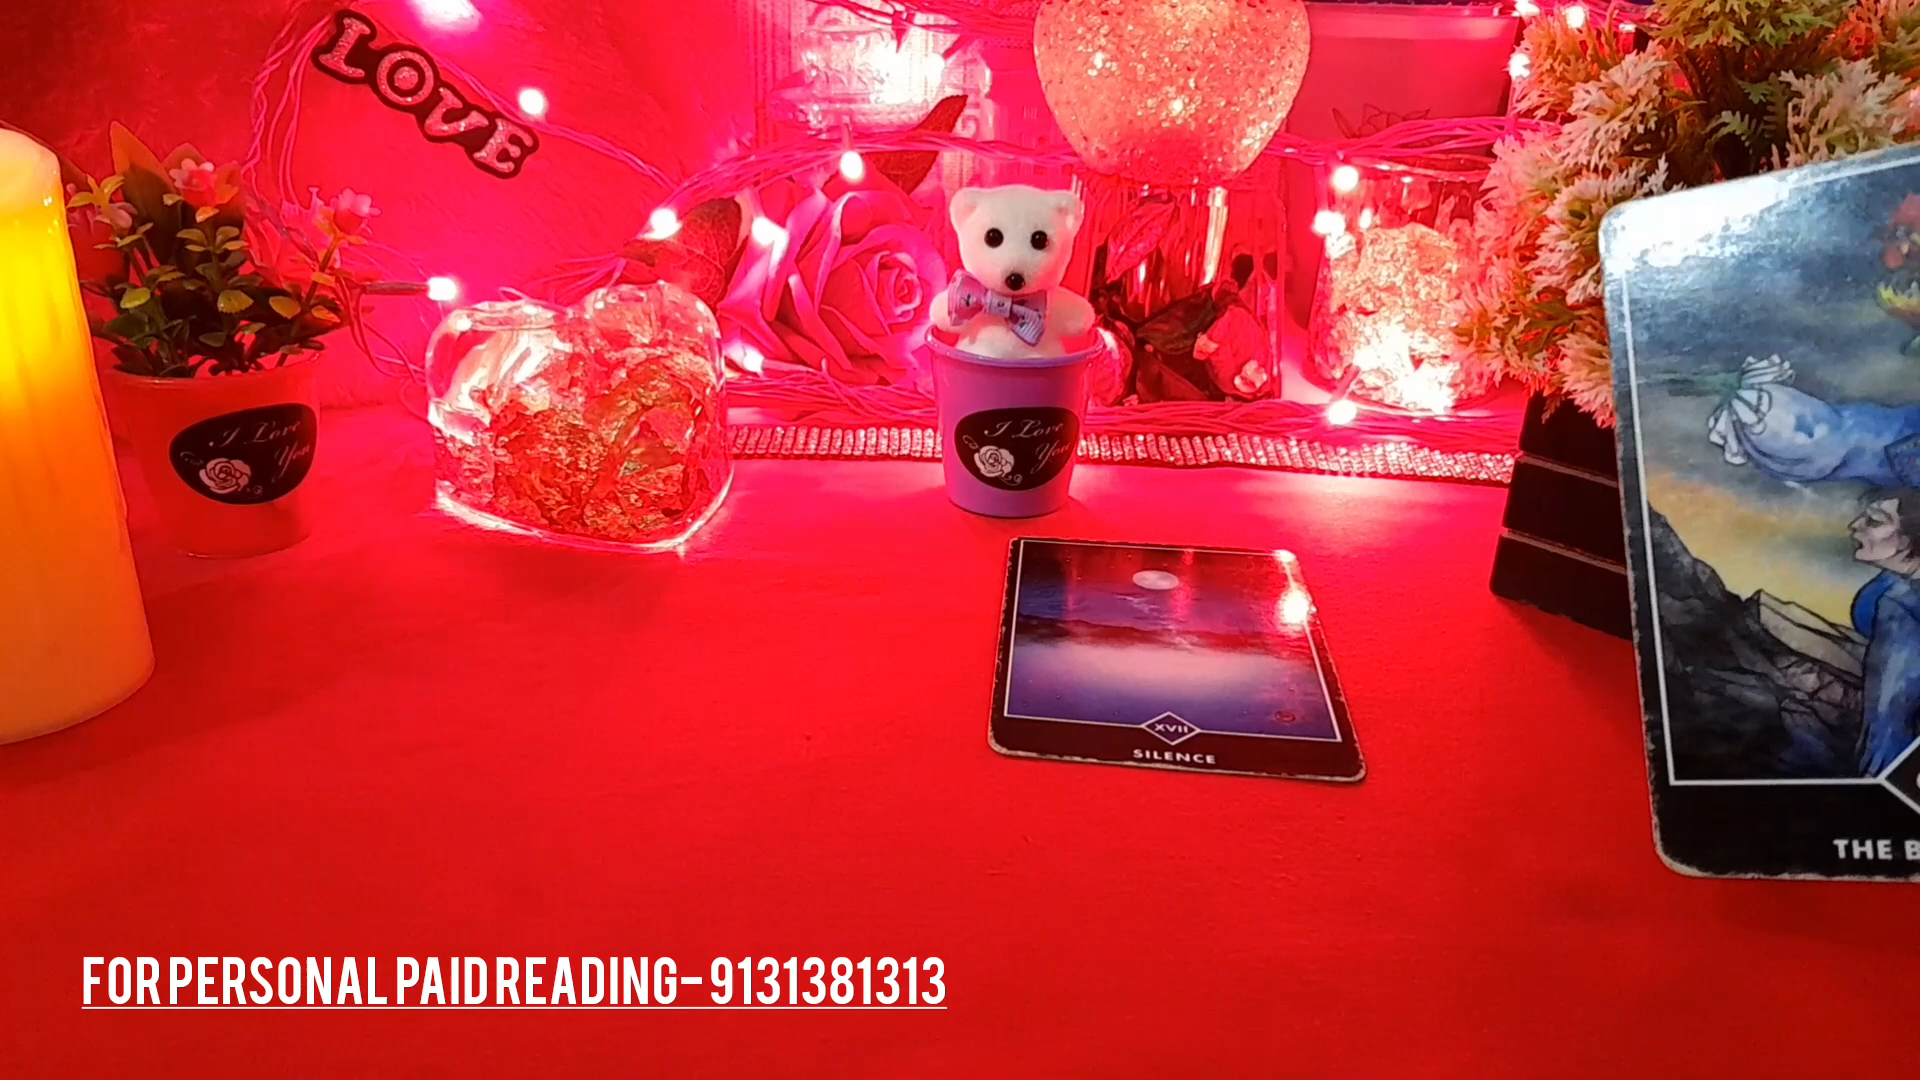 LOVE
I Love
You
I Love
You
XVII
SILENCE
THE B
FOR PERSONAL PAID READING- 9131381313